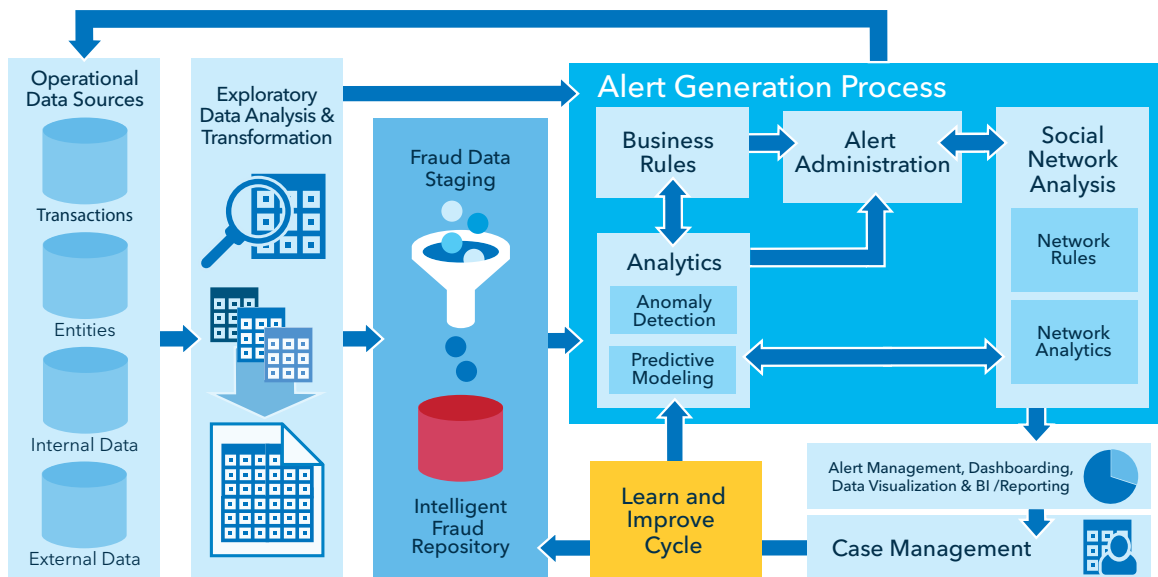 Operational
Data Sources
Transactions
Entities
Internal Data
External Data
Exploratory
Data Analysis &
Transformation
Fraud Data
Staging
Intelligent
Fraud
Repository
Alert Generation Process
Business
Rules
Alert
Administration
Social
Network
Analysis
Network
Rules
Network
Analytics
Analytics
Anomaly
Detection
Predictive
Modeling
Learn and
Improve
Cycle
Alert Management, Dashboarding,
Data Visualization & BI /Reporting
Case Management